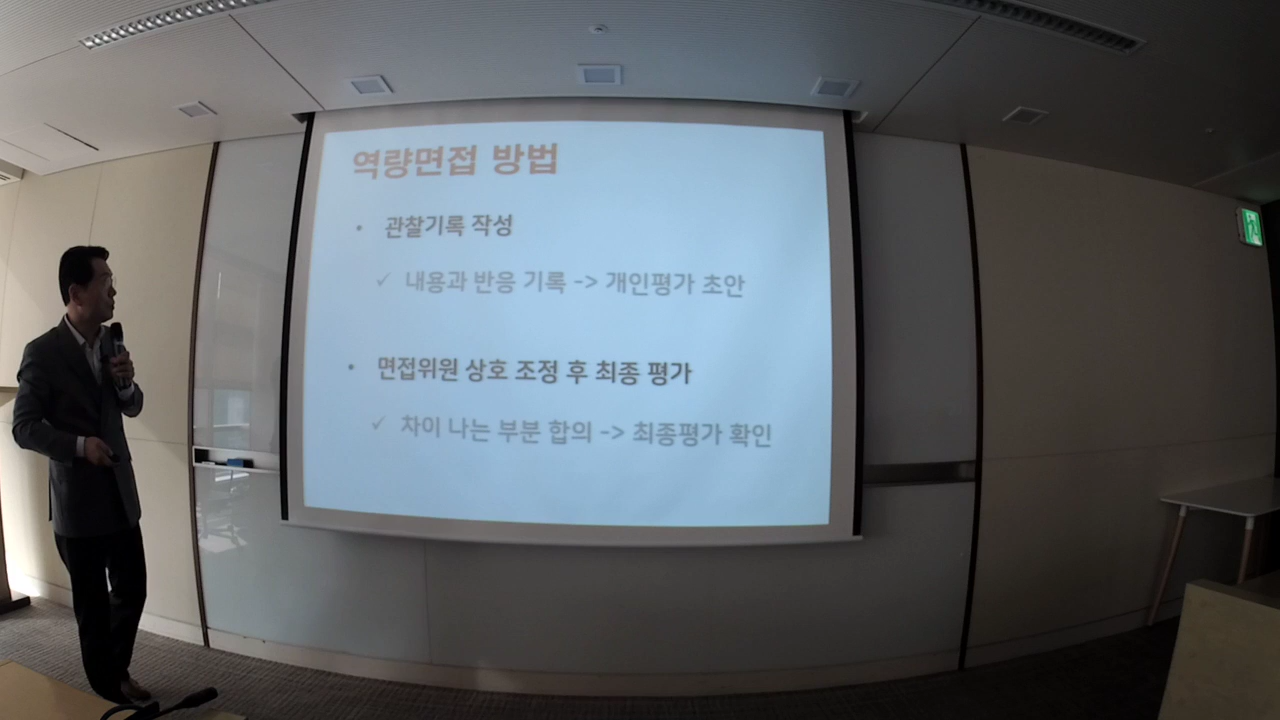 역량면접 방법
• 관찰기록 작성
✓ 내용과 반응 기록 -> 개인평가 초안
• 면접위원 상호 조정 후 최종 평가
✓ 차이 나는 부분 합의 -> 최종평가 확인